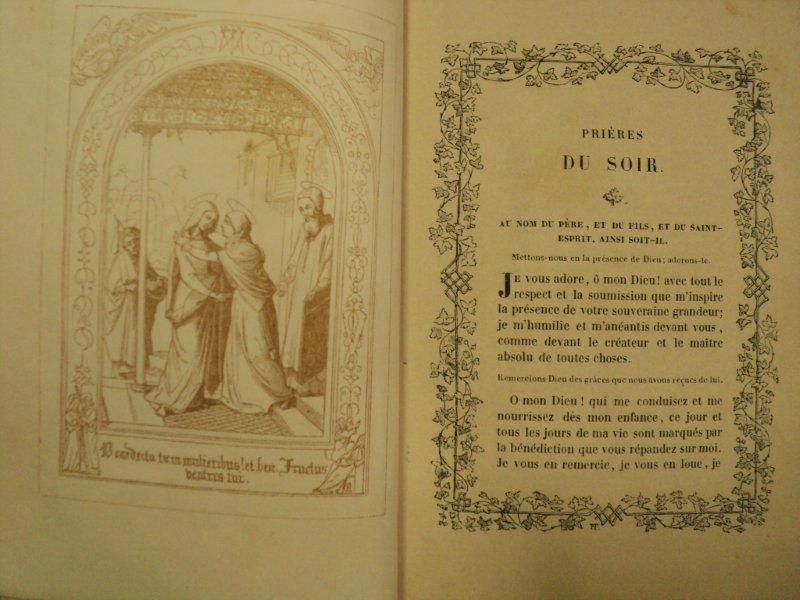 Benedicta tu in mulieribus! et ben. Fructus
ventris tui.
PRIÈRES
DU SOIR.
AU NOM DU PÈRE, ET DU FILS, ET DU SAINT-
ESPRIT. AINSI SOIT-IL.
Mettons-nous en la présence de Dieu; adorons-le.
JE vous adore, ô mon Dieu! avec tout le
respect et la soumission que m'inspire
la présence de votre souveraine grandeur;
je m'humilie et m'anéantis devant vous,
comme devant le créateur et le maître
absolu de toutes choses.
Remercions Dieu des grâces que nous avons reçues de lui.
O mon Dieu! qui me conduisez et me
nourrissez dès mon enfance, ce jour et
tous les jours de ma vie sont marqués par
la bénédiction que vous répandez sur moi.
Je vous en remercie, je vous en loue, je